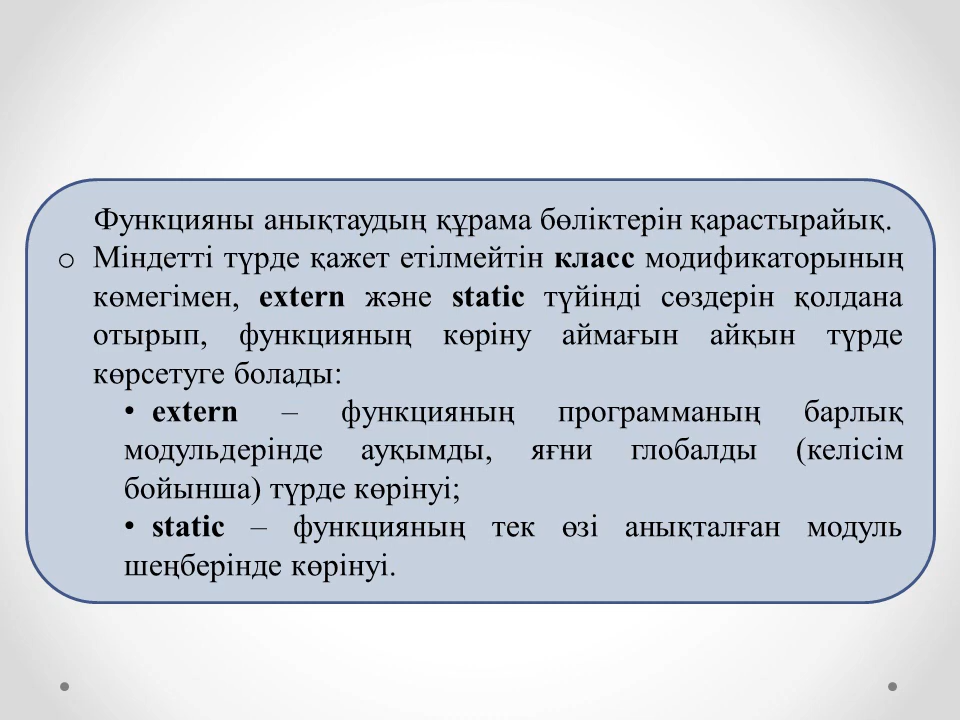 Функцияны анықтаудың құрама бөліктерін қарастырайық.
o Міндетті түрде қажет етілмейтін класс модификаторының
көмегімен, extern және static түйінді сөздерін қолдана
отырып, функцияның көріну аймағын айқын түрде
көрсетуге болады:
• extern – функцияның программаның барлық
модульдерінде ауқымды, яғни глобалды (келісім
бойынша) түрде көрінуі;
• static – функцияның тек өзі анықталған модуль
шеңберінде көрінуі.